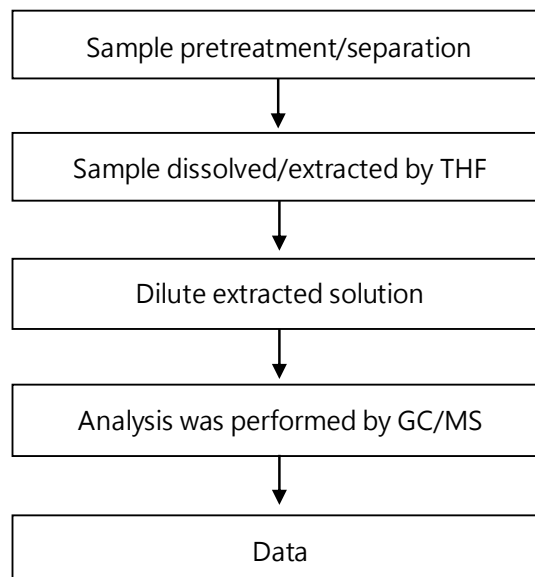 Sample pretreatment/separation
Sample dissolved/extracted by THF
Dilute extracted solution
Analysis was performed by GC/MS
Data